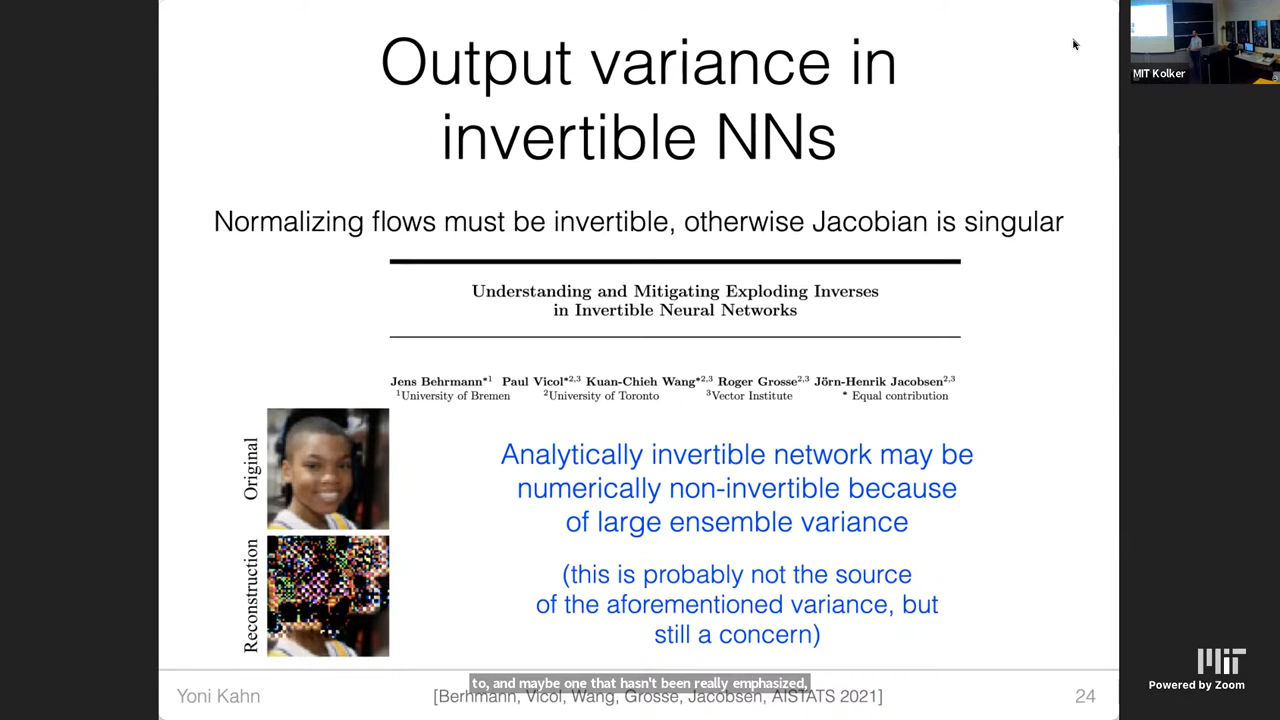 Output variance in
invertible NNs
MIT Kolker
Normalizing flows must be invertible, otherwise Jacobian is singular
Understanding and Mitigating Exploding Inverses
in Invertible Neural Networks
Jens Behrmann*1 Paul Vicol*2,3 Kuan-Chieh Wang*2,3 Roger Grosse2,3 Jörn-Henrik Jacobsen2,3
1University of Bremen 2University of Toronto 3Vector Institute * Equal contribution
Original
Reconstruction
Analytically invertible network may be
numerically non-invertible because
of large ensemble variance
(this is probably not the source
of the aforementioned variance, but
still a concern)
to, and maybe one that hasn't been really emphasized,
Yoni Kahn [Berhmann, Vicol, Wang, Grosse, Jacobsen, AISTATS 2021] 24
MIT
Powered by Zoom